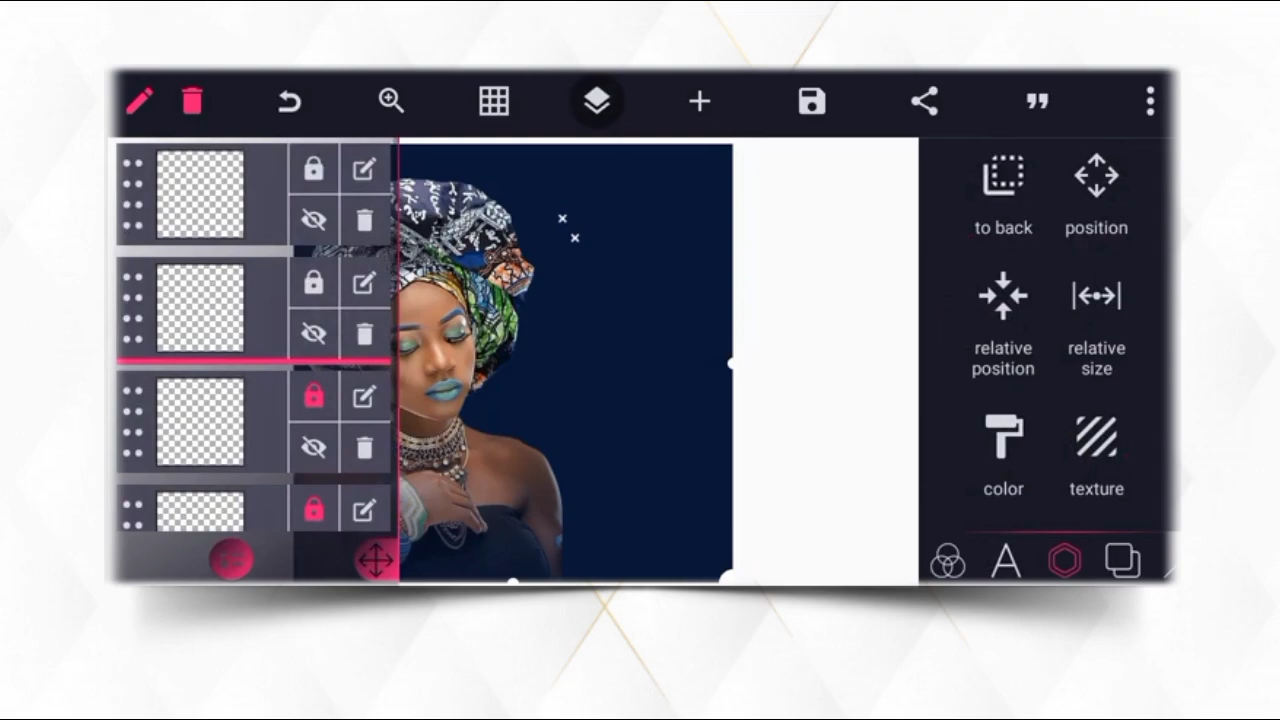 to back
position
relative
position
relative
size
color
texture